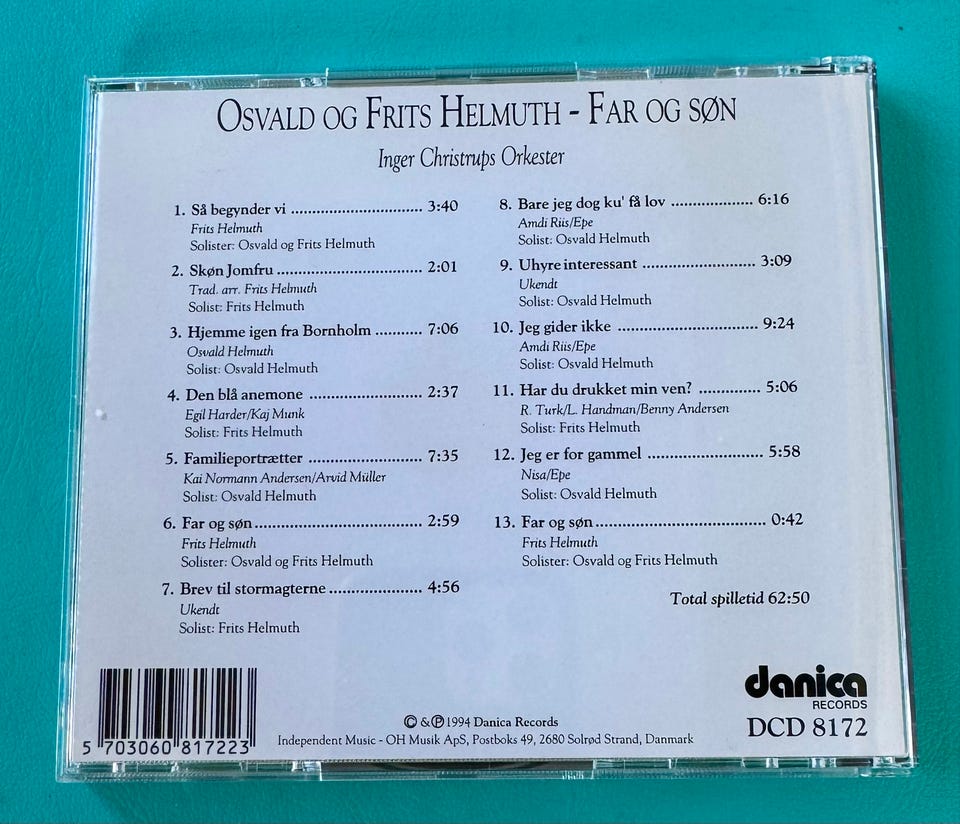 OSVALD OG FRITS HELMUTH - FAR OG SØN
Inger Christrups Orkester
1. Så begynder vi .............................. 3:40
Frits Helmuth
Solister: Osvald og Frits Helmuth
2. Skøn Jomfru ................................. 2:01
Trad. arr. Frits Helmuth
Solist: Frits Helmuth
3. Hjemme igen fra Bornholm .......... 7:06
Osvald Helmuth
Solist: Osvald Helmuth
4. Den blå anemone .......................... 2:37
Egil Harder/Kaj Munk
Solist: Frits Helmuth
5. Familieportrætter .......................... 7:35
Kai Normann Andersen/Arvid Müller
Solist: Osvald Helmuth
6. Far og søn ...................................... 2:59
Frits Helmuth
Solister: Osvald og Frits Helmuth
7. Brev til stormagterne ..................... 4:56
Ukendt
Solist: Frits Helmuth
8. Bare jeg dog ku' få lov ................... 6:16
Amdi Riis/Epe
Solist: Osvald Helmuth
9. Uhyre interessant .......................... 3:09
Ukendt
Solist: Osvald Helmuth
10. Jeg gider ikke ................................ 9:24
Amdi Riis/Epe
Solist: Osvald Helmuth
11. Har du drukket min ven? .............. 5:06
R. Turk/L. Handman/Benny Andersen
Solist: Frits Helmuth
12. Jeg er for gammel .......................... 5:58
Nisa/Epe
Solist: Osvald Helmuth
13. Far og søn ...................................... 0:42
Frits Helmuth
Solister: Osvald og Frits Helmuth
Total spilletid 62:50
5 703060 817223
© & ℗ 1994 Danica Records
Independent Music - OH Musik ApS, Postboks 49, 2680 Solrød Strand, Danmark
danica
RECORDS
DCD 8172